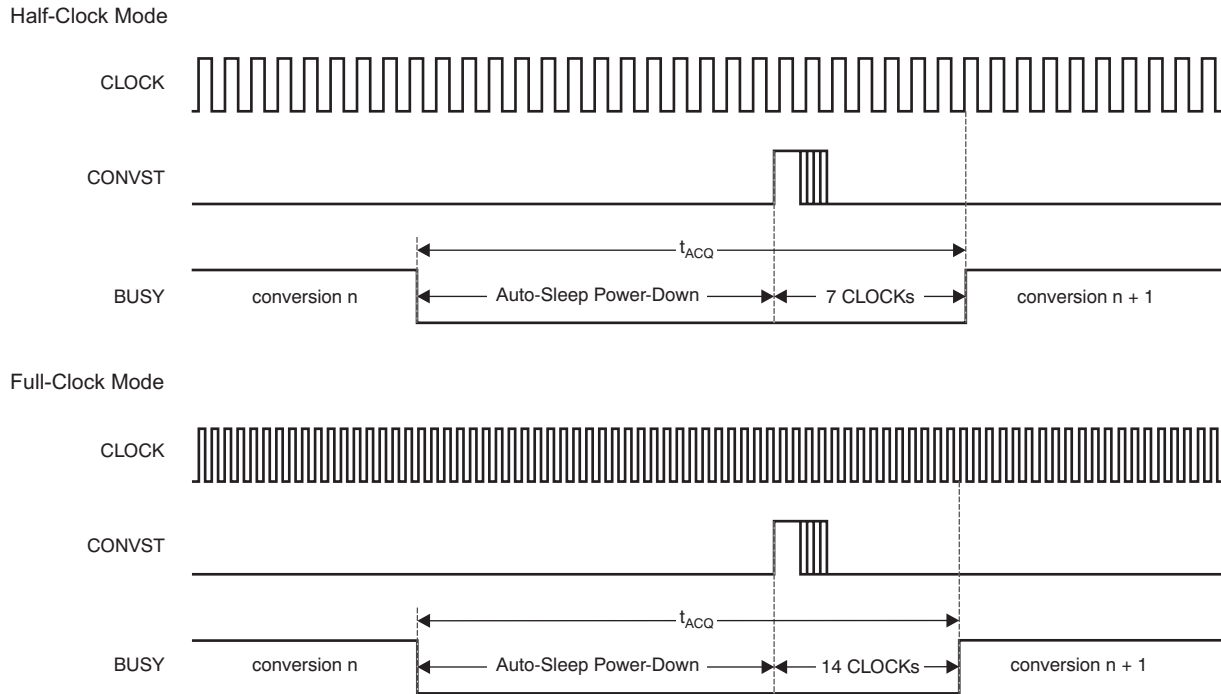 Half-Clock Mode
CLOCK
CONVST
tACQ
BUSY conversion n Auto-Sleep Power-Down 7 CLOCKs conversion n + 1
Full-Clock Mode
CLOCK
CONVST
tACQ
BUSY conversion n Auto-Sleep Power-Down 14 CLOCKs conversion n + 1